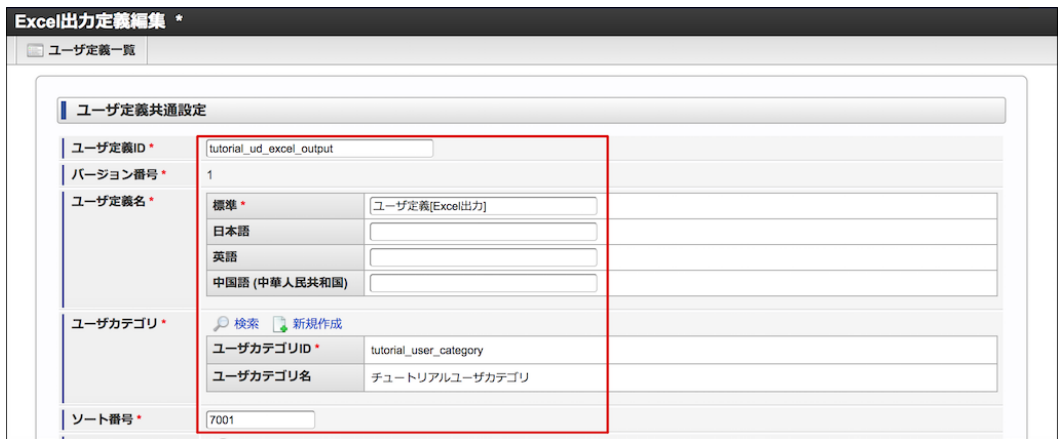 Excel出力定義編集 *
ユーザ定義一覧
ユーザ定義共通設定
ユーザ定義ID * tutorial_ud_excel_output
バージョン番号 * 1
ユーザ定義名 * 標準 * ユーザ定義[Excel出力]
日本語
英語
中国語 (中華人民共和国)
ユーザカテゴリ * 検索 新規作成
ユーザカテゴリID * tutorial_user_category
ユーザカテゴリ名 チュートリアルユーザカテゴリ
ソート番号 * 7001